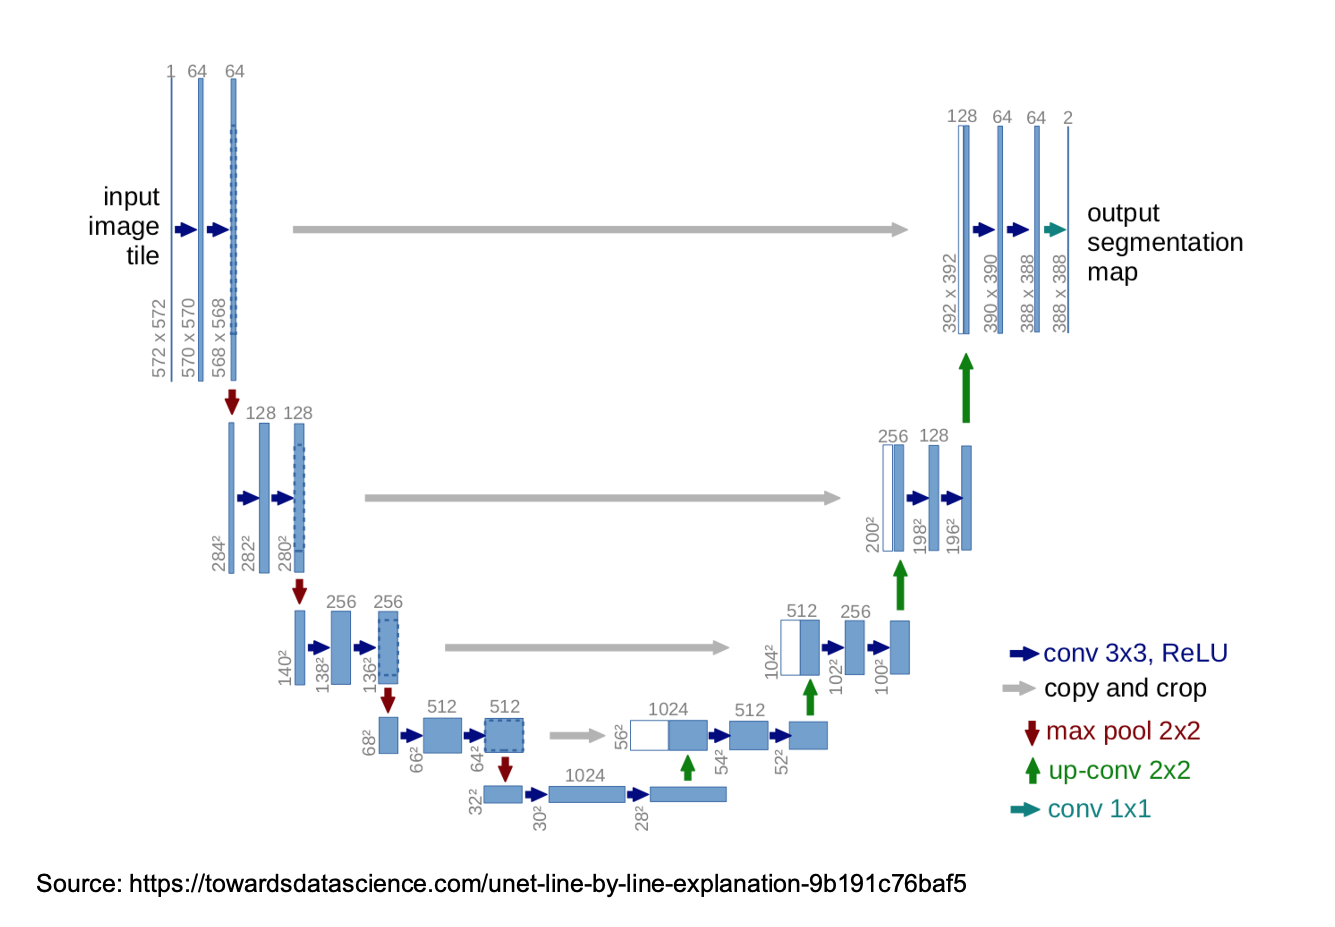 1 64 64
input
image
tile
572 x 572
570 x 570
568 x 568
128 64 64 2
output
segmentation
map
392 x 392
390 x 390
388 x 388
388 x 388
128 128
284²
282²
280²
256 128
200²
198²
196²
256 256
140²
138²
136²
512 256
104²
102²
100²
512 512
68²
66²
64²
1024 512
56²
54²
52²
1024
32²
30²
28²
conv 3x3, ReLU
copy and crop
max pool 2x2
up-conv 2x2
conv 1x1
Source: https://towardsdatascience.com/unet-line-by-line-explanation-9b191c76baf5